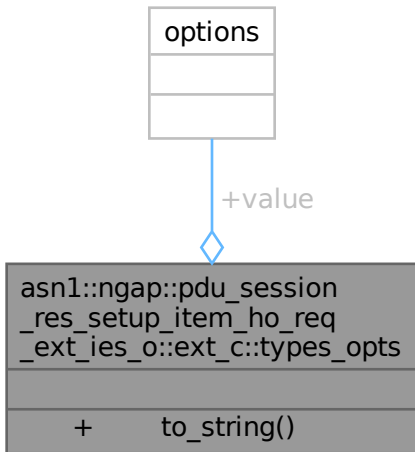 options
+value
asn1::ngap::pdu_session
_res_setup_item_ho_req
_ext_ies_o::ext_c::types_opts
+ to_string()